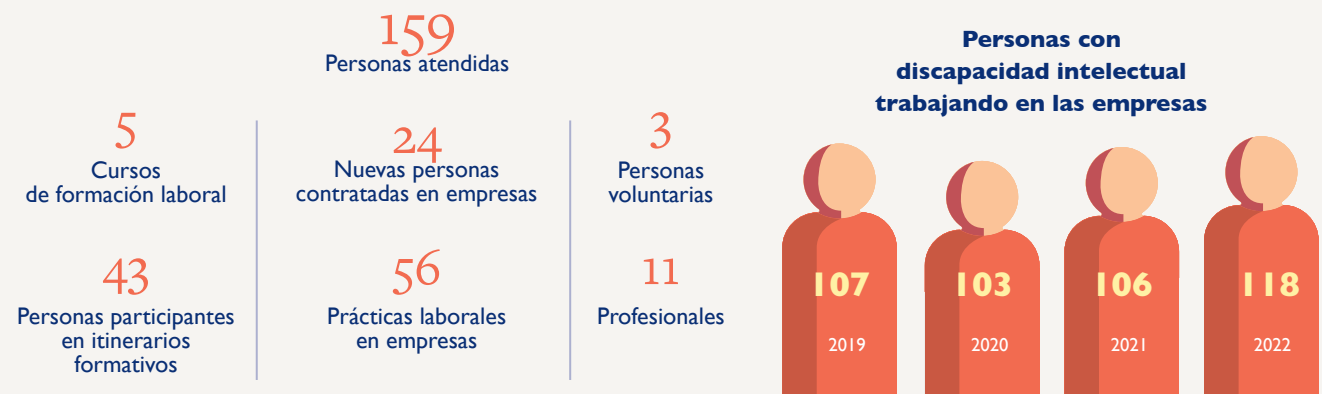 159
Personas atendidas
5
Cursos
de formación laboral
24
Nuevas personas
contratadas en empresas
3
Personas
voluntarias
43
Personas participantes
en itinerarios
formativos
56
Prácticas laborales
en empresas
11
Profesionales
Personas con
discapacidad intelectual
trabajando en las empresas
107
2019
103
2020
106
2021
118
2022